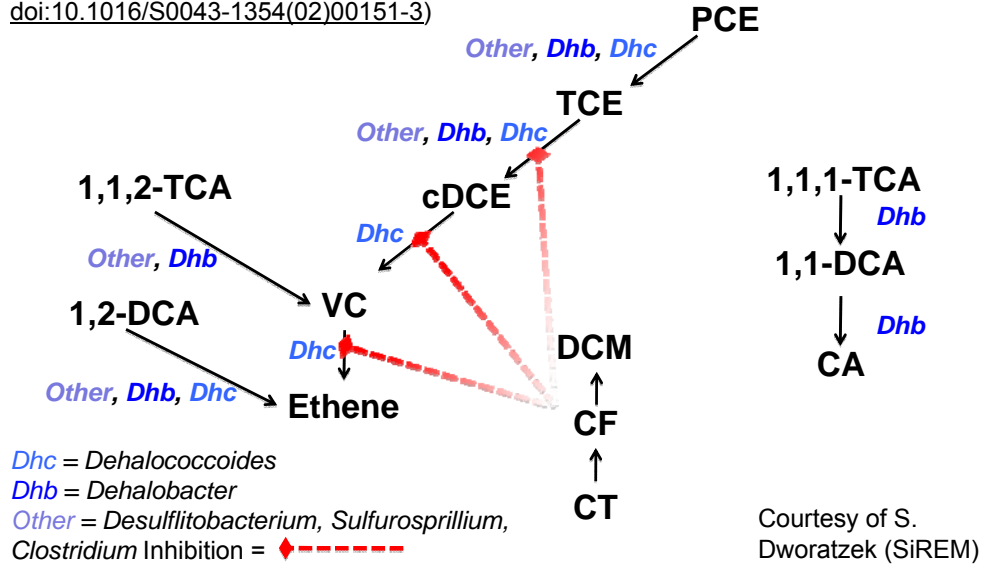 doi:10.1016/S0043-1354(02)00151-3)
PCE
Other, Dhb, Dhc
TCE
Other, Dhb, Dhc
1,1,2-TCA
cDCE
1,1,1-TCA
Dhb
Dhc
Other, Dhb
1,1-DCA
1,2-DCA
VC
Dhb
Dhc
DCM
CA
Other, Dhb, Dhc
Ethene
CF
Dhc = Dehalococcoides
Dhb = Dehalobacter
CT
Other = Desulflitobacterium, Sulfurosprillium,
Clostridium Inhibition =
Courtesy of S.
Dworatzek (SiREM)